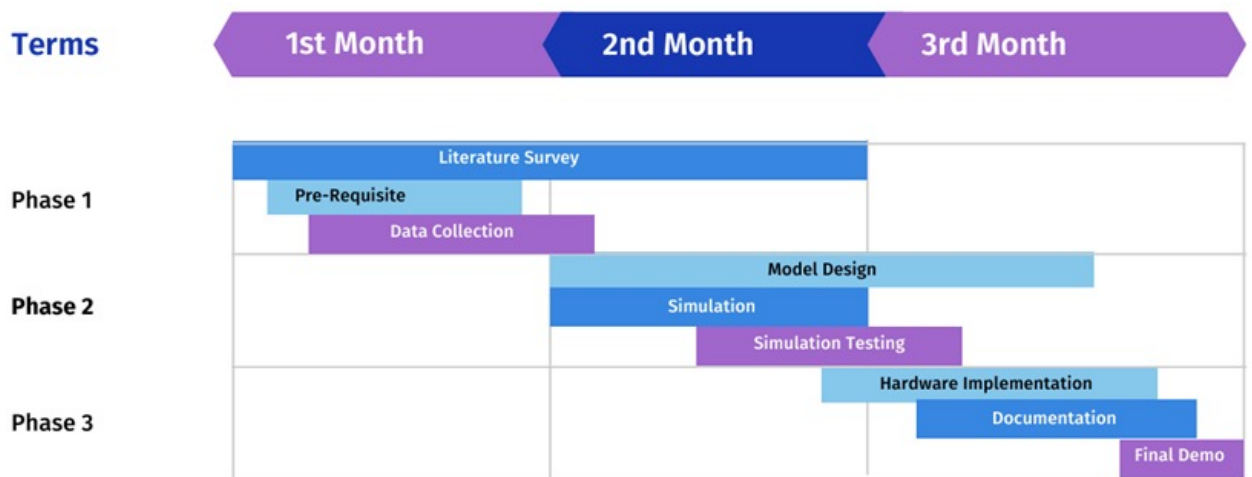 Terms
1st Month
2nd Month
3rd Month
Literature Survey
Phase 1
Pre-Requisite
Data Collection
Model Design
Phase 2
Simulation
Simulation Testing
Hardware Implementation
Phase 3
Documentation
Final Demo